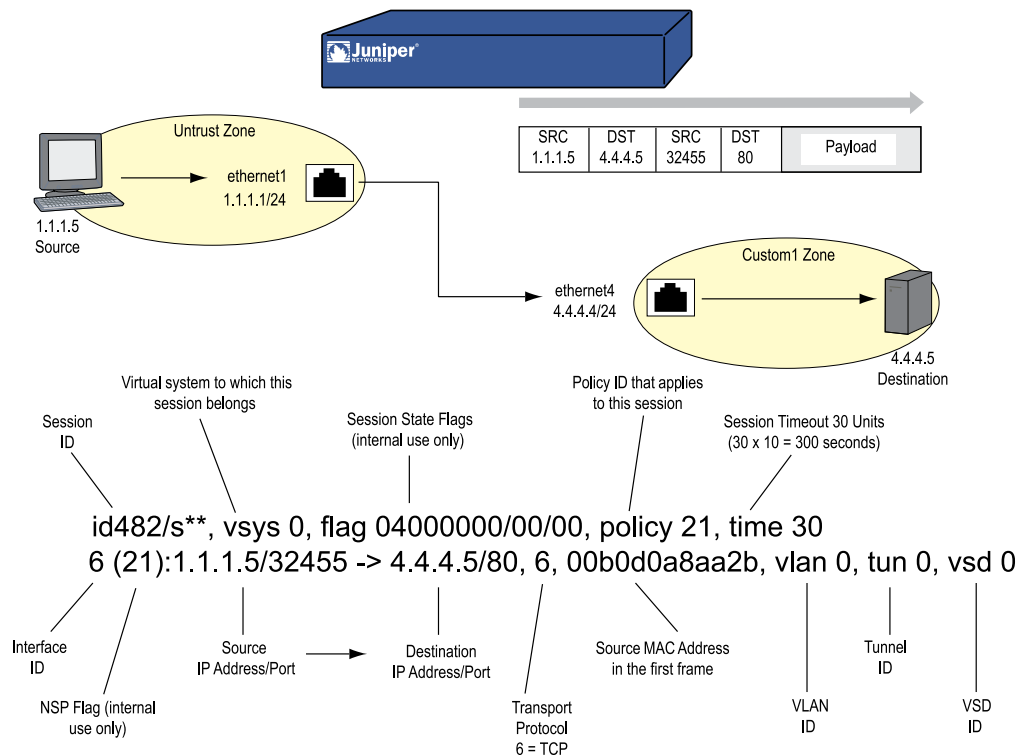 Juniper®
NETWORKS
Untrust Zone
ethernet1
1.1.1.1/24
1.1.1.5
Source
SRC
1.1.1.5
DST
4.4.4.5
SRC
32455
DST
80
Payload
Custom1 Zone
ethernet4
4.4.4.4/24
4.4.4.5
Destination
Virtual system to which this
session belongs
Policy ID that applies
to this session
Session
ID
Session State Flags
(internal use only)
Session Timeout 30 Units
(30 x 10 = 300 seconds)
id482/s**, vsys 0, flag 04000000/00/00, policy 21, time 30
6 (21):1.1.1.5/32455 -> 4.4.4.5/80, 6, 00b0d0a8aa2b, vlan 0, tun 0, vsd 0
Interface
ID
Source
IP Address/Port
Destination
IP Address/Port
Source MAC Address
in the first frame
Tunnel
ID
NSP Flag (internal
use only)
Transport
Protocol
6 = TCP
VLAN
ID
VSD
ID